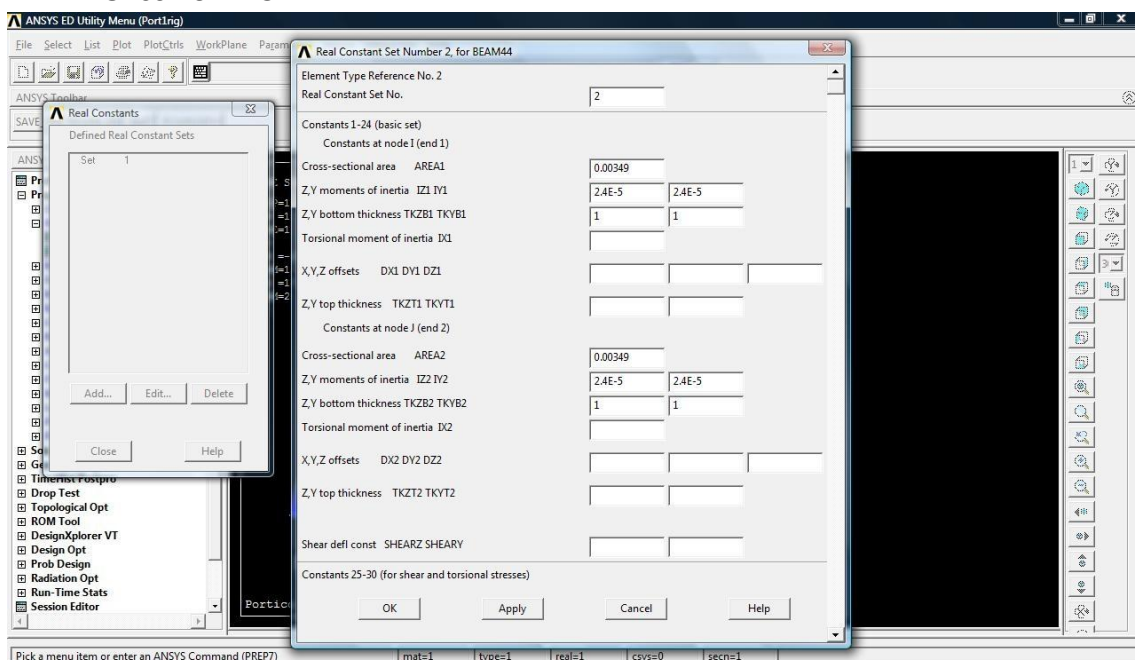 ANSYS ED Utility Menu (Port1rig)
File Select List Plot PlotCtrls WorkPlane Param
ANSYS Toolbar
SAVE
Real Constants
Defined Real Constant Sets
Set 1
Add... Edit... Delete
Close Help
ANSY
Pr
Pr
So
Ge
TimeHist Postpro
Drop Test
Topological Opt
ROM Tool
DesignXplorer VT
Design Opt
Prob Design
Radiation Opt
Run-Time Stats
Session Editor
Portico
Real Constant Set Number 2, for BEAM44
Element Type Reference No. 2
Real Constant Set No. 2
Constants 1-24 (basic set)
Constants at node I (end 1)
Cross-sectional area AREA1 0.00349
Z,Y moments of inertia IZ1 IY1 2.4E-5 2.4E-5
Z,Y bottom thickness TKZB1 TKYB1 1 1
Torsional moment of inertia IX1
X,Y,Z offsets DX1 DY1 DZ1
Z,Y top thickness TKZT1 TKYT1
Constants at node J (end 2)
Cross-sectional area AREA2 0.00349
Z,Y moments of inertia IZ2 IY2 2.4E-5 2.4E-5
Z,Y bottom thickness TKZB2 TKYB2 1 1
Torsional moment of inertia IX2
X,Y,Z offsets DX2 DY2 DZ2
Z,Y top thickness TKZT2 TKYT2
Shear defl const SHEARZ SHEARY
Constants 25-30 (for shear and torsional stresses)
OK Apply Cancel Help
1
3
Pick a menu item or enter an ANSYS Command (PREP7) mat=1 type=1 real=1 csys=0 secn=1